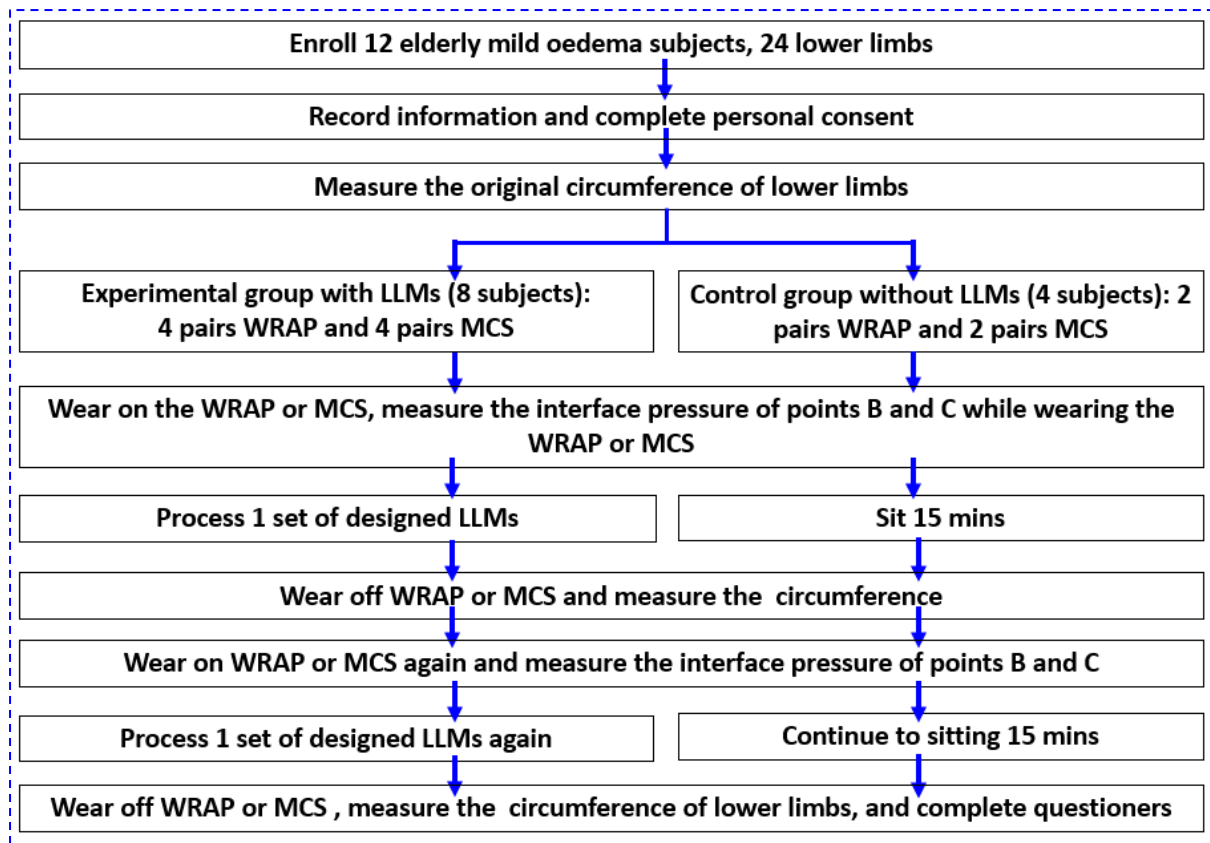 Enroll 12 elderly mild oedema subjects, 24 lower limbs
Record information and complete personal consent
Measure the original circumference of lower limbs
Experimental group with LLMs (8 subjects):
4 pairs WRAP and 4 pairs MCS
Control group without LLMs (4 subjects): 2
pairs WRAP and 2 pairs MCS
Wear on the WRAP or MCS, measure the interface pressure of points B and C while wearing the
WRAP or MCS
Process 1 set of designed LLMs
Sit 15 mins
Wear off WRAP or MCS and measure the circumference
Wear on WRAP or MCS again and measure the interface pressure of points B and C
Process 1 set of designed LLMs again
Continue to sitting 15 mins
Wear off WRAP or MCS , measure the circumference of lower limbs, and complete questioners